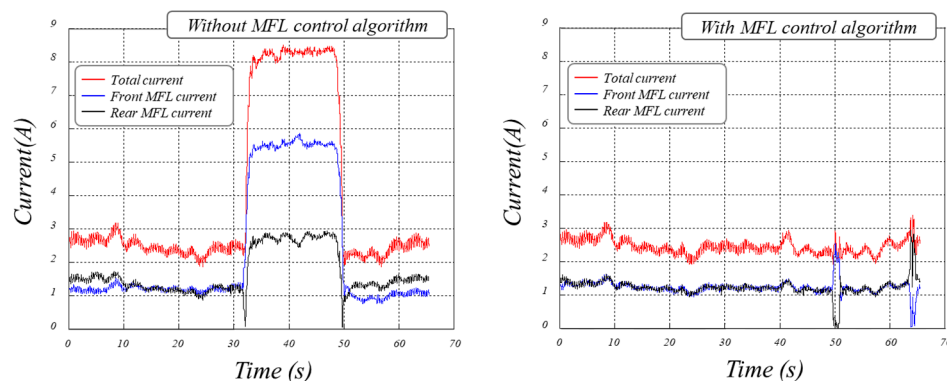 Without MFL control algorithm
Total current
Front MFL current
Rear MFL current
Current(A)
9
8
7
6
5
4
3
2
1
0
0 10 20 30 40 50 60 70
Time (s)
With MFL control algorithm
Total current
Front MFL current
Rear MFL current
Current(A)
9
8
7
6
5
4
3
2
1
0
0 10 20 30 40 50 60 70
Time (s)